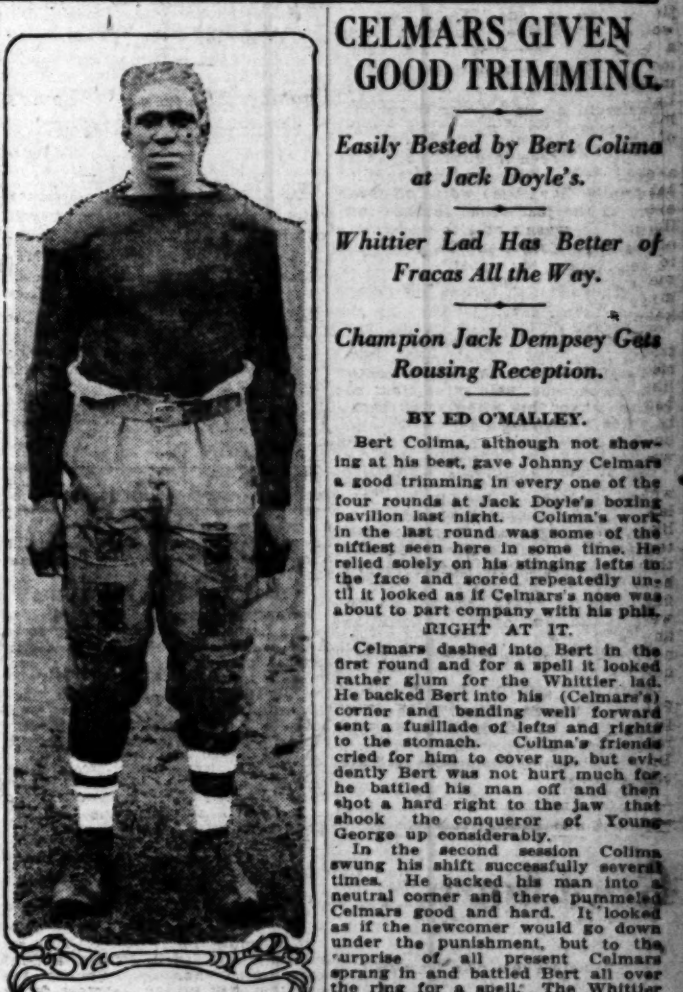 CELMARS GIVEN
GOOD TRIMMING.
Easily Bested by Bert Colima
at Jack Doyle's.
Whittier Lad Has Better of
Fracas All the Way.
Champion Jack Dempsey Gets
Rousing Reception.
BY ED O'MALLEY.
Bert Colima, although not show-
ing at his best, gave Johnny Celmars
a good trimming in every one of the
four rounds at Jack Doyle's boxing
pavilion last night. Colima's work
in the last round was some of the
niftiest seen here in some time. He
relied solely on his stinging lefts to
the face and scored repeatedly un-
til it looked as if Celmars's nose was
about to part company with his phiz.
RIGHT AT IT.
Celmars dashed into Bert in the
first round and for a spell it looked
rather glum for the Whittier lad.
He backed Bert into his (Celmars's)
corner and bending well forward
sent a fusillade of lefts and rights
to the stomach. Colima's friends
cried for him to cover up, but evi-
dently Bert was not hurt much for
he battled his man off and then
shot a hard right to the jaw that
shook the conqueror of Young
George up considerably.
In the second session Colima
swung his shift successfully several
times. He backed his man into a
neutral corner and there pummeled
Celmars good and hard. It looked
as if the newcomer would go down
under the punishment, but to the
surprise of all present Celmars
sprang in and battled Bert all over
the ring for a spell. The Whittier